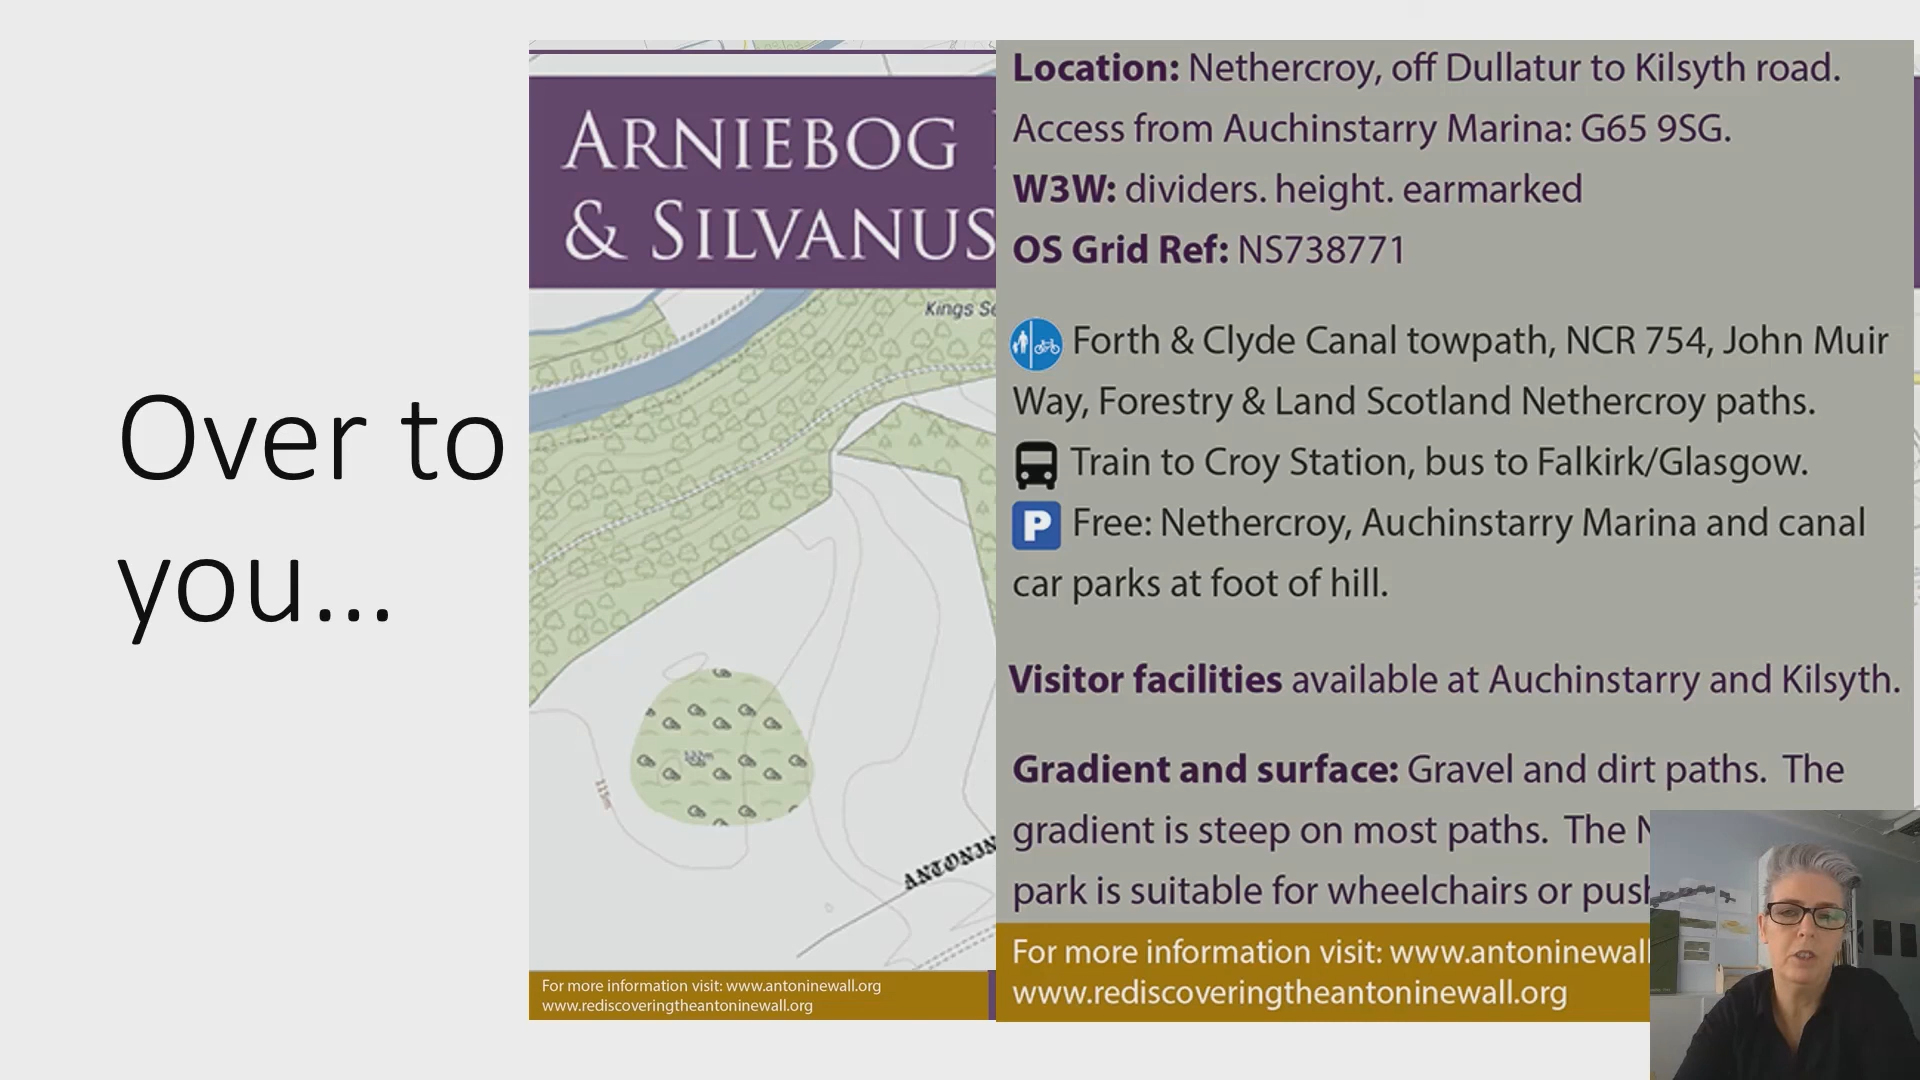 Over to
you...
ARNIEBOG
& SILVANUS
Kings
115m
For more information visit: www.antoninewall.org
www.rediscoveringtheantoninewall.org
Location: Nethercroy, off Dullatur to Kilsyth road.
Access from Auchinstarry Marina: G65 9SG.
W3W: dividers. height. earmarked
OS Grid Ref: NS738771
Forth & Clyde Canal towpath, NCR 754, John Muir
Way, Forestry & Land Scotland Nethercroy paths.
Train to Croy Station, bus to Falkirk/Glasgow.
P Free: Nethercroy, Auchinstarry Marina and canal
car parks at foot of hill.
Visitor facilities available at Auchinstarry and Kilsyth.
Gradient and surface: Gravel and dirt paths. The
gradient is steep on most paths. The
park is suitable for wheelchairs or
For more information visit: www.antoninewall
www.rediscoveringtheantoninewall.org